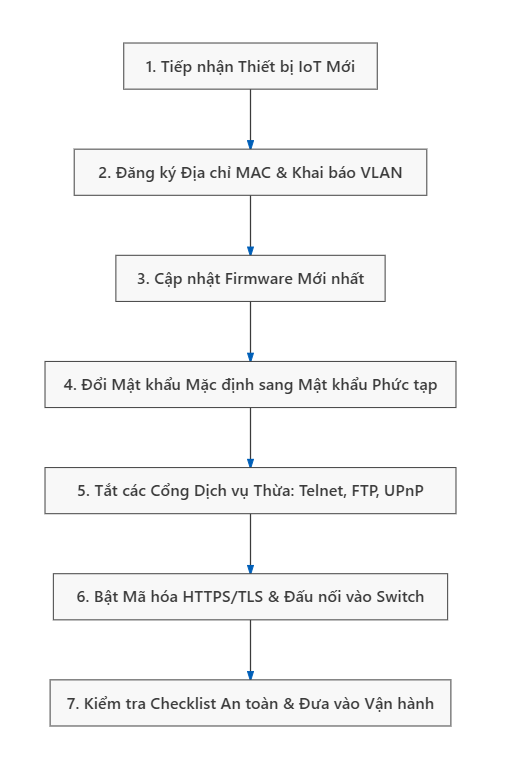 1. Tiếp nhận Thiết bị IoT Mới
2. Đăng ký Địa chỉ MAC & Khai báo VLAN
3. Cập nhật Firmware Mới nhất
4. Đổi Mật khẩu Mặc định sang Mật khẩu Phức tạp
5. Tắt các Cổng Dịch vụ Thừa: Telnet, FTP, UPnP
6. Bật Mã hóa HTTPS/TLS & Đấu nối vào Switch
7. Kiểm tra Checklist An toàn & Đưa vào Vận hành